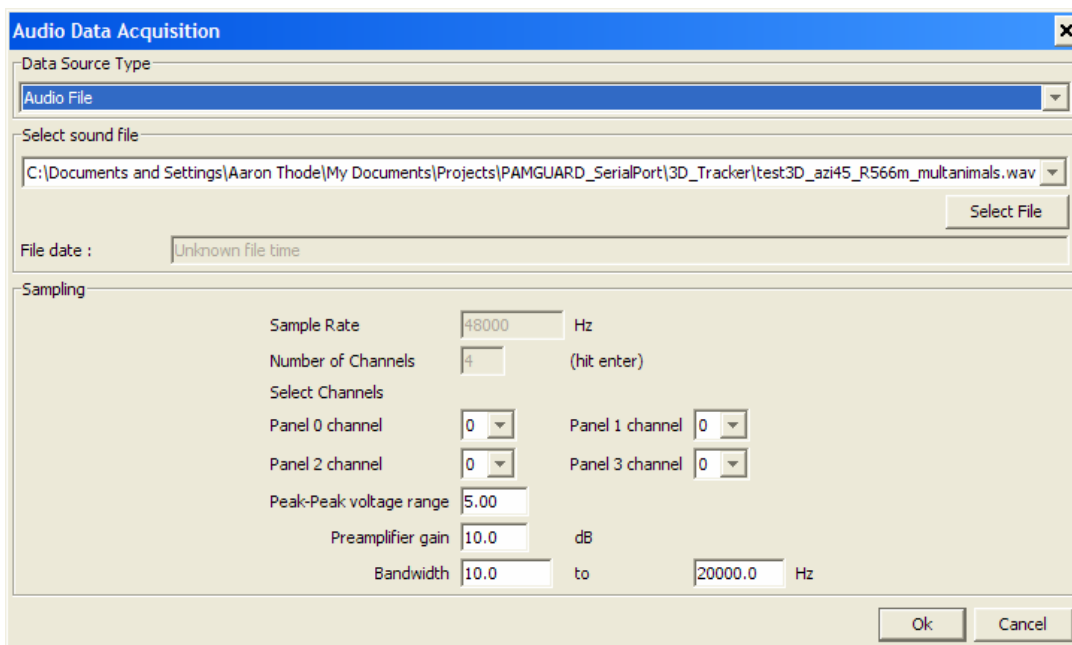 Audio Data Acquisition
Data Source Type
Audio File
Select sound file
C:\Documents and Settings\Aaron Thode\My Documents\Projects\PAMGUARD_SerialPort\3D_Tracker\test3D_azi45_R566m_multanimals.wav
Select File
File date : Unknown file time
Sampling
Sample Rate 48000 Hz
Number of Channels 4 (hit enter)
Select Channels
Panel 0 channel 0 Panel 1 channel 0
Panel 2 channel 0 Panel 3 channel 0
Peak-Peak voltage range 5.00
Preamplifier gain 10.0 dB
Bandwidth 10.0 to 20000.0 Hz
Ok Cancel